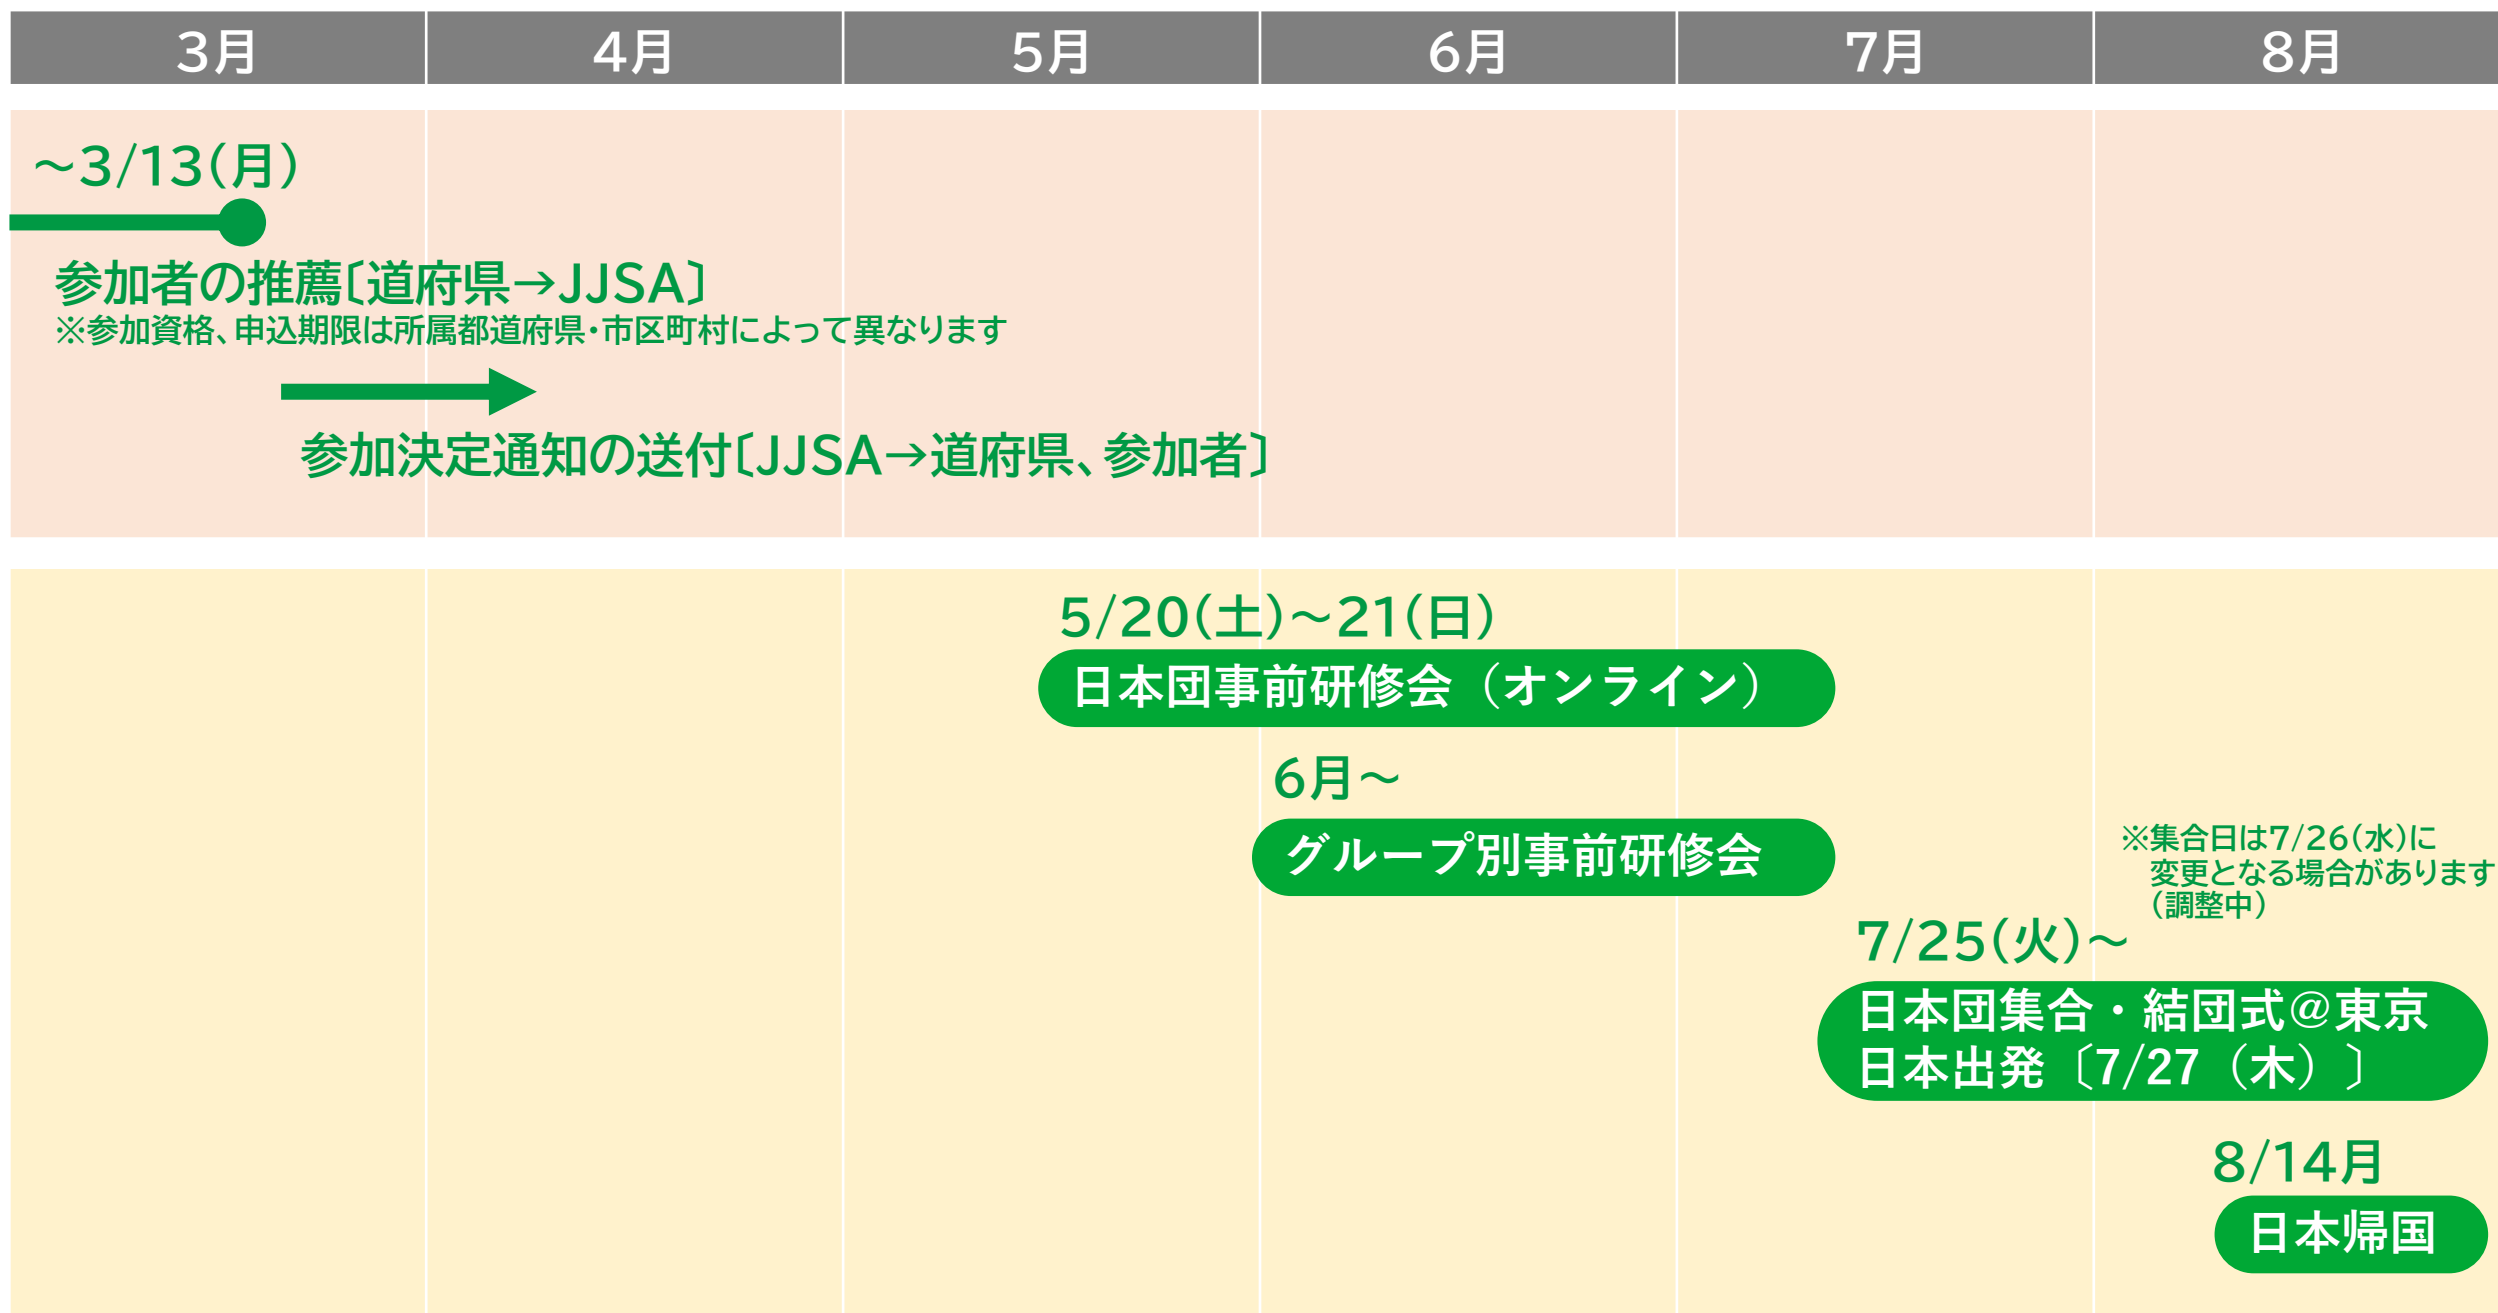 3月 4月 5月 6月 7月 8月
～3/13(月)
参加者の推薦〔道府県→JJSA〕
※参加資格、申込期限は所属都道府県・市区町村によって異なります
参加決定通知の送付〔JJSA→道府県、参加者〕
5/20(土)～21(日)
日本団事前研修会（オンライン）
6月～
グループ別事前研修会
※集合日は7/26(水)に
変更となる場合があります
（調整中）
7/25(火)～
日本団集合・結団式@東京
日本出発〔7/27（木）〕
8/14月
日本帰国